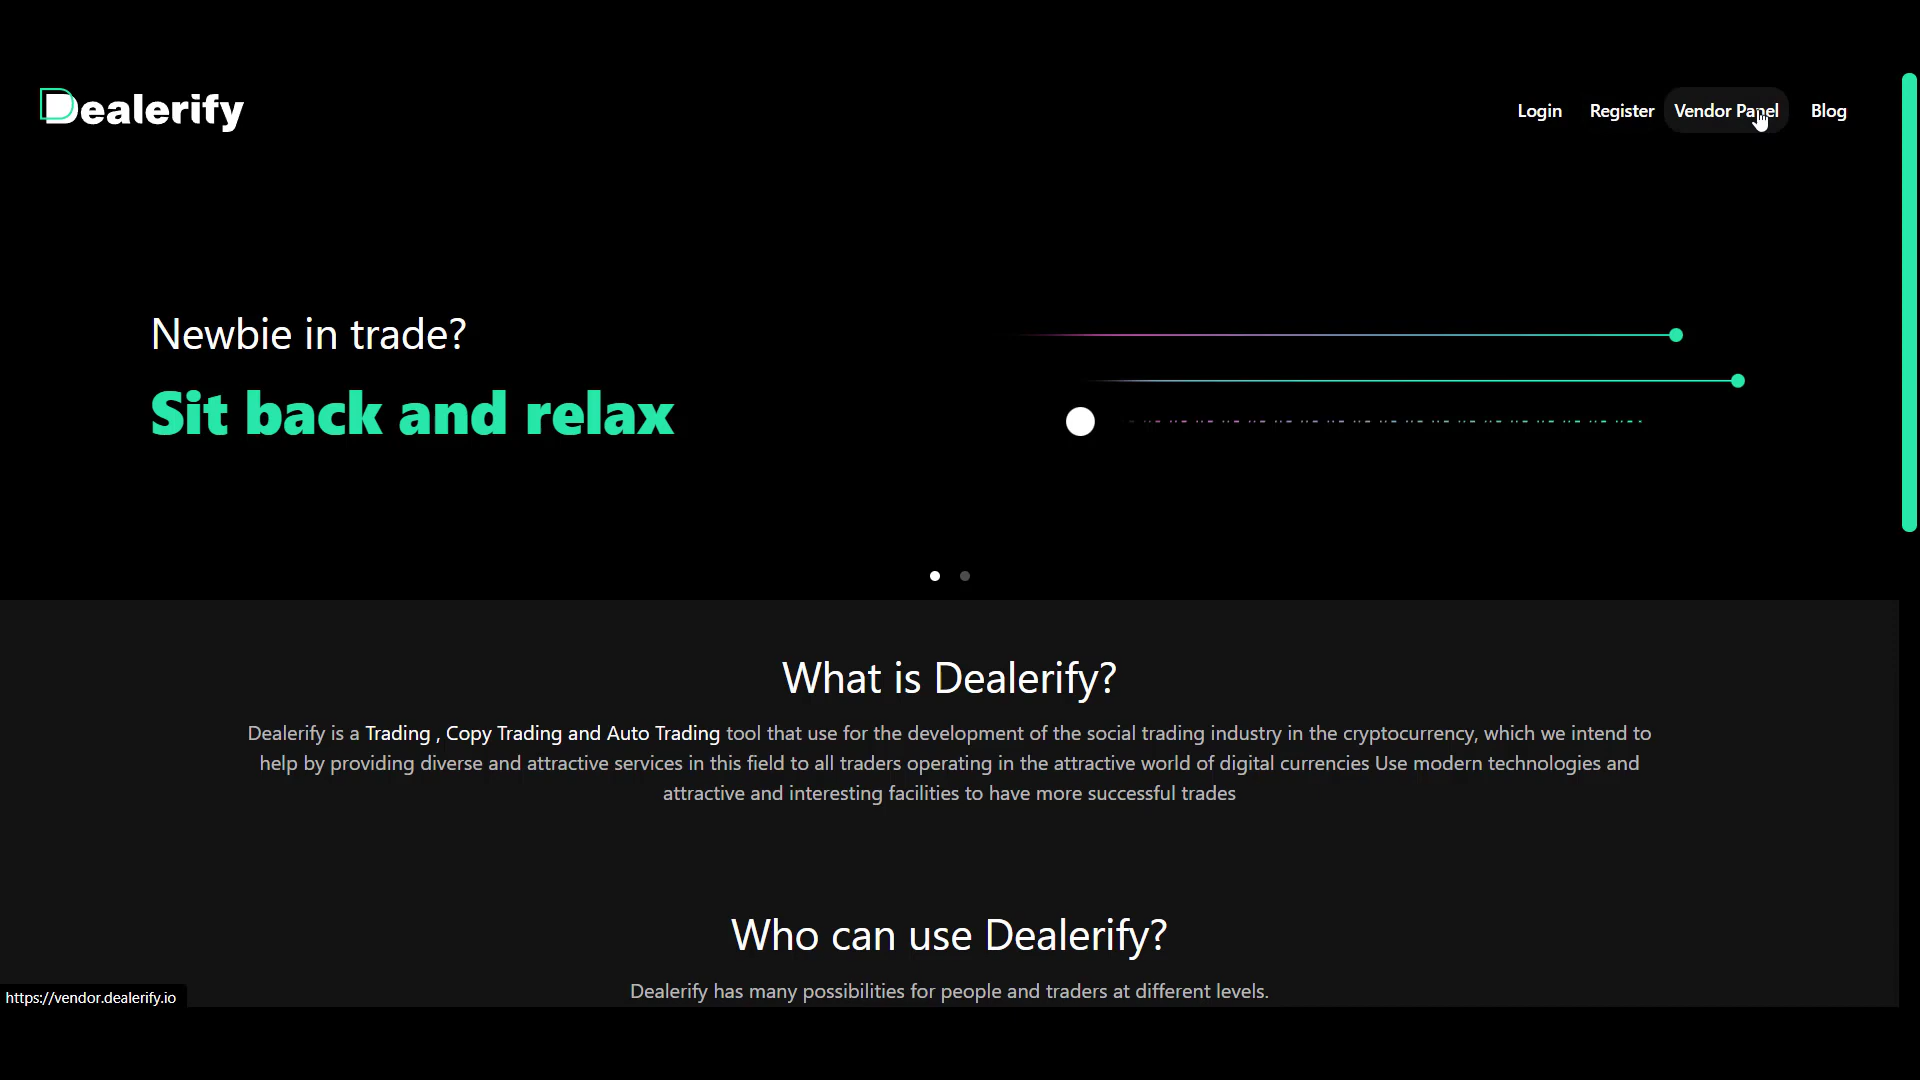 Dealerify
Login Register Vendor Panel Blog
Newbie in trade?
Sit back and relax
What is Dealerify?
Dealerify is a Trading , Copy Trading and Auto Trading tool that use for the development of the social trading industry in the cryptocurrency, which we intend to
help by providing diverse and attractive services in this field to all traders operating in the attractive world of digital currencies Use modern technologies and
attractive and interesting facilities to have more successful trades
Who can use Dealerify?
Dealerify has many possibilities for people and traders at different levels.
https://vendor.dealerify.io